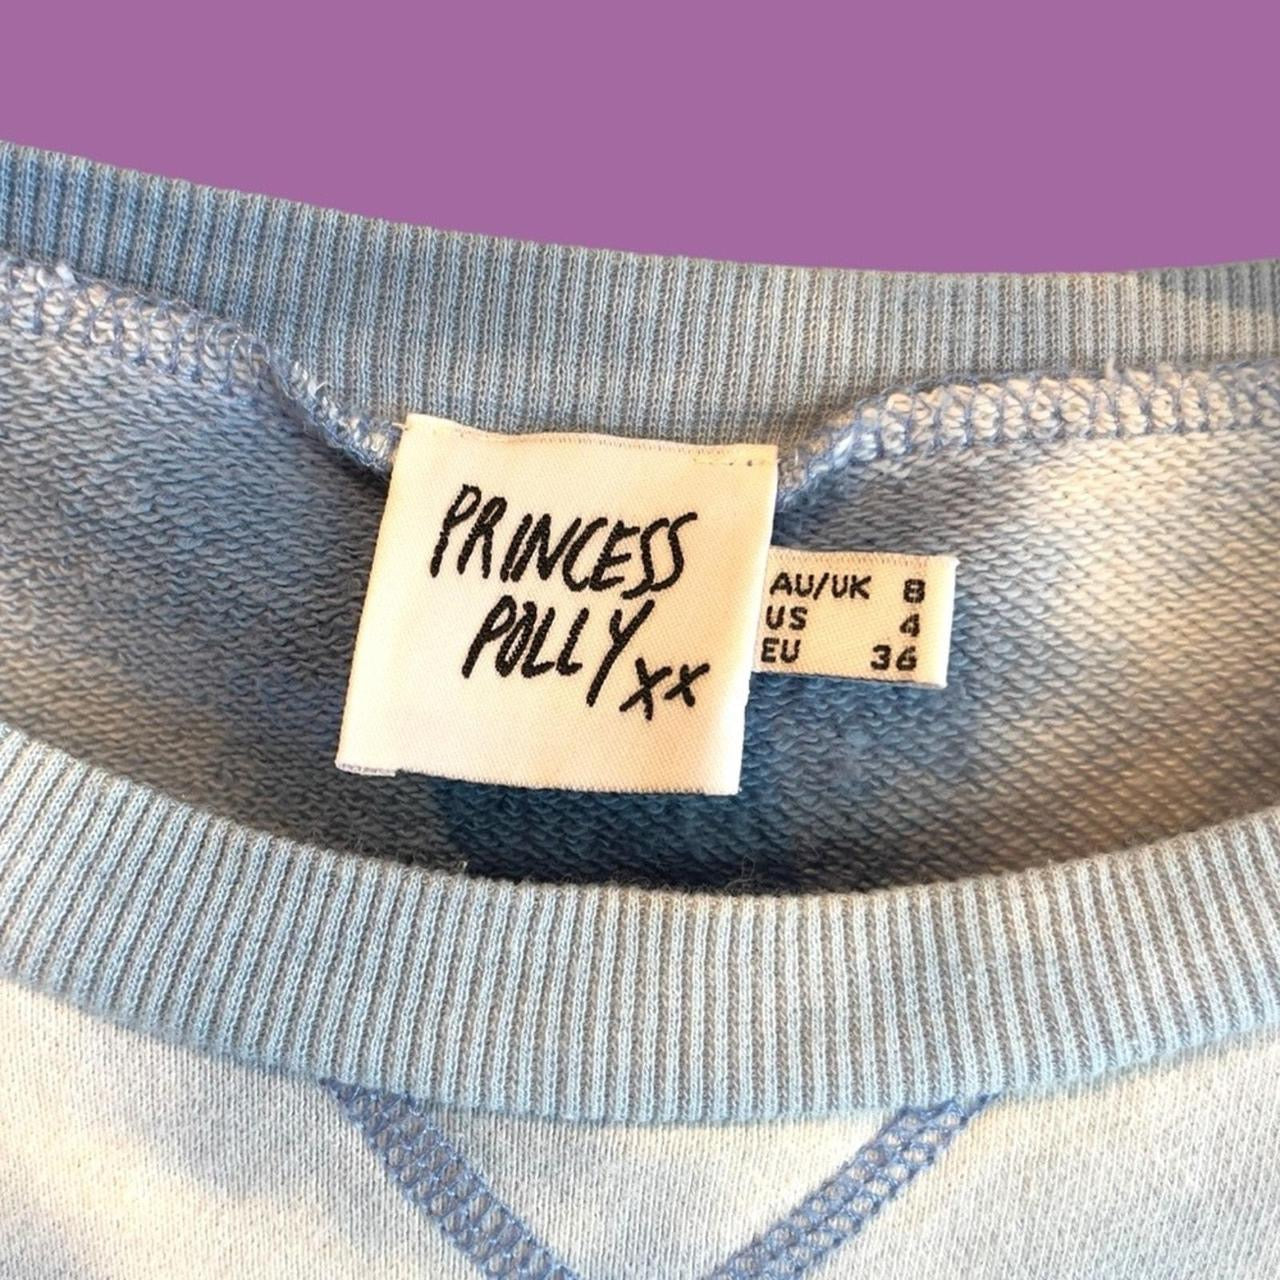 PRINCESS
POLLY xx
AU/UK 8
US 4
EU 36